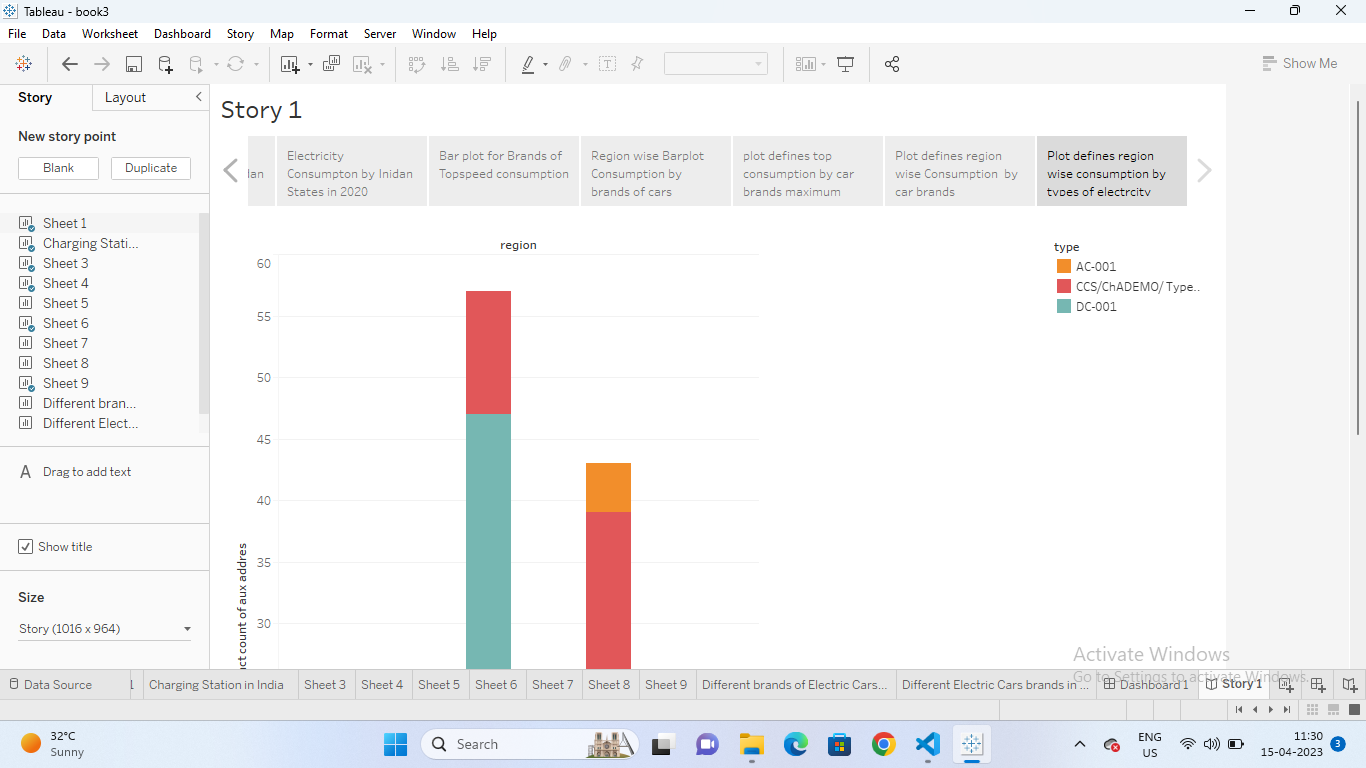 Tableau - book3
File Data Worksheet Dashboard Story Map Format Server Window Help
Show Me
Story Layout
New story point
Blank Duplicate
Sheet 1
Charging Stati...
Sheet 3
Sheet 4
Sheet 5
Sheet 6
Sheet 7
Sheet 8
Sheet 9
Different bran...
Different Elect...
A Drag to add text
Show title
Size
Story (1016 x 964)
Story 1
lan
Electricity
Consumpton by Inidan
States in 2020
Bar plot for Brands of
Topspeed consumption
Region wise Barplot
Consumption by
brands of cars
plot defines top
consumption by car
brands maximum
Plot defines region
wise Consumption by
car brands
Plot defines region
wise consumption by
types of electrcity
region
60
55
50
45
40
35
30
ct count of aux addres
type
AC-001
CCS/ChADEMO/ Type..
DC-001
Activate Windows
Go to Settings to activate Windows.
Data Source 1 Charging Station in India Sheet 3 Sheet 4 Sheet 5 Sheet 6 Sheet 7 Sheet 8 Sheet 9 Different brands of Electric Cars... Different Electric Cars brands in ... Dashboard 1 Story 1
32°C
Sunny
Search
ENG
US
11:30
15-04-2023
3